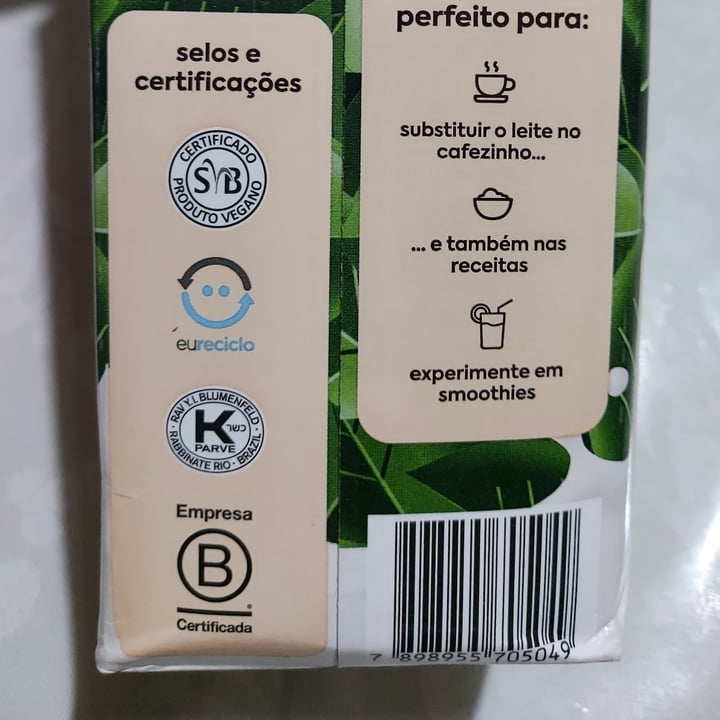 selos e
certificações
CERTIFICADO
SVB
PRODUTO VEGANO
eureciclo
RAV Y.I. BLUMENFELD
K כשר
PARVE
RABBINATE RIO - BRAZIL
Empresa
B
Certificada
perfeito para:
substituir o leite no
cafezinho...
... e também nas
receitas
experimente em
smoothies
7 898955 705049